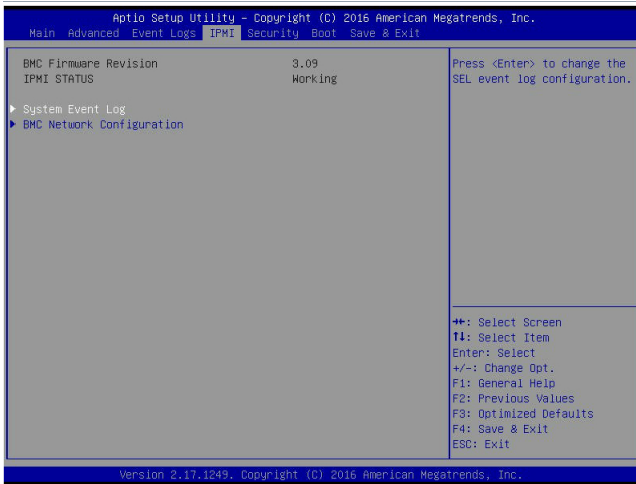 Aptio Setup Utility – Copyright (C) 2016 American Megatrends, Inc.
Main Advanced Event Logs IPMI Security Boot Save & Exit
BMC Firmware Revision 3.09
IPMI STATUS Working
System Event Log
BMC Network Configuration
Press <Enter> to change the
SEL event log configuration.
→←: Select Screen
↑↓: Select Item
Enter: Select
+/-: Change Opt.
F1: General Help
F2: Previous Values
F3: Optimized Defaults
F4: Save & Exit
ESC: Exit
Version 2.17.1249. Copyright (C) 2016 American Megatrends, Inc.